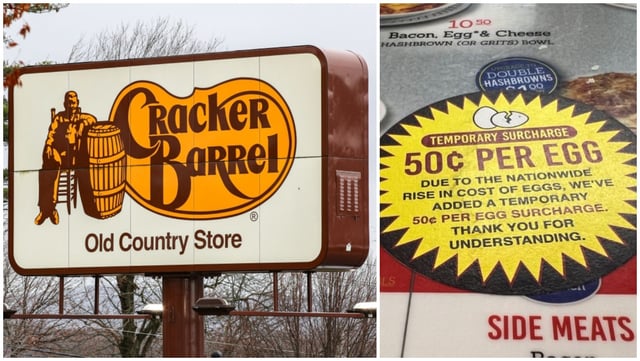 Cracker
Barrel
®
Old Country Store
10 50
Bacon, Egg* & Cheese
HASHBROWN (OR GRITS) BOWL
DOUBLE
HASHBROWNS
TEMPORARY SURCHARGE
50¢ PER EGG
DUE TO THE NATIONWIDE
RISE IN COST OF EGGS, WE'VE
ADDED A TEMPORARY
50¢ PER EGG SURCHARGE.
THANK YOU FOR
UNDERSTANDING.
SIDE MEATS
Bacon